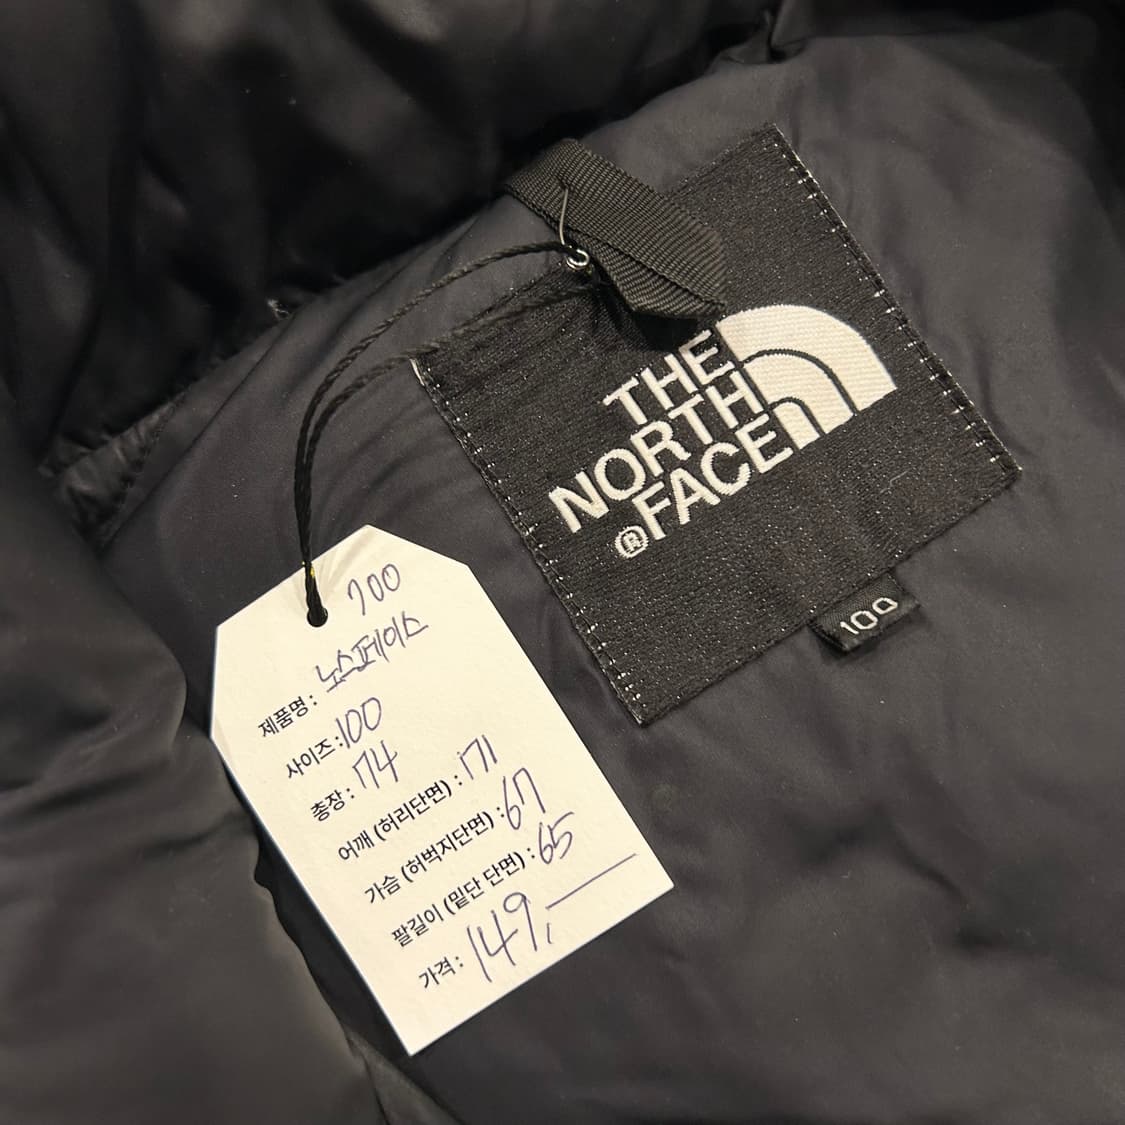 THE
NORTH
FACE
®
100
700
제품명: 노스페이스
사이즈: 100
총장: 74
어깨 (허리단면) : 71
가슴 (허벅지단면) : 67
팔길이 (밑단 단면) : 65
가격: 149,—